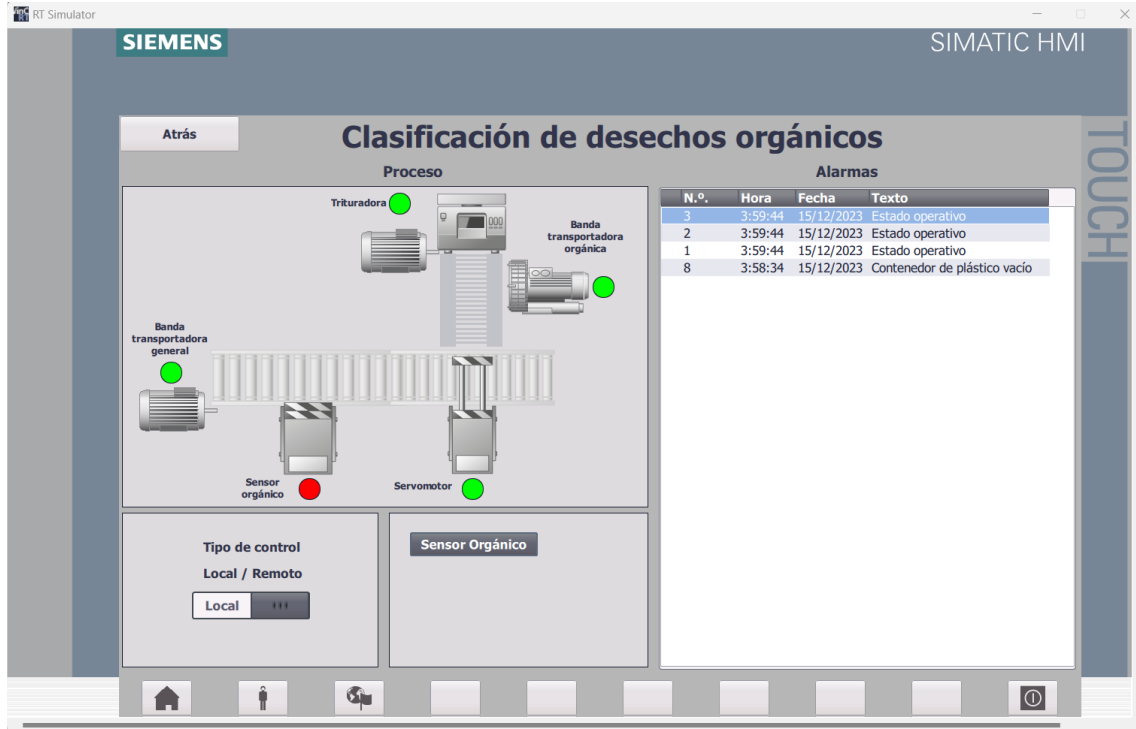 RT Simulator
SIEMENS
SIMATIC HMI
TOUCH
Atrás
Clasificación de desechos orgánicos
Proceso
Alarmas
Trituradora
Banda
transportadora
orgánica
Banda
transportadora
general
Sensor
orgánico
Servomotor
N.º. Hora Fecha Texto
3 3:59:44 15/12/2023 Estado operativo
2 3:59:44 15/12/2023 Estado operativo
1 3:59:44 15/12/2023 Estado operativo
8 3:58:34 15/12/2023 Contenedor de plástico vacío
Tipo de control
Local / Remoto
Local
Sensor Orgánico